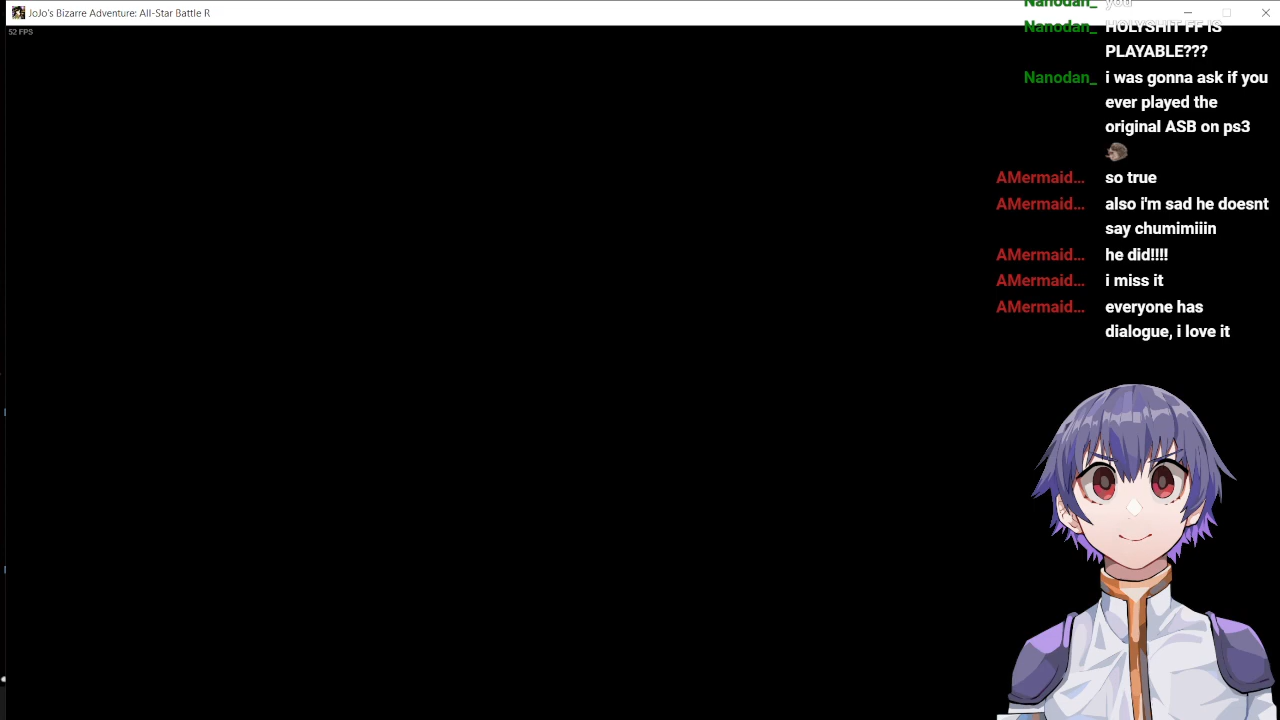 Nanodan_ you
JoJo's Bizarre Adventure: All-Star Battle R
52 FPS
Nanodan_ HOLYSHIT FF IS
PLAYABLE???
Nanodan_ i was gonna ask if you
ever played the
original ASB on ps3
AMermaid... so true
AMermaid... also i'm sad he doesnt
say chumimiiin
AMermaid... he did!!!!
AMermaid... i miss it
AMermaid... everyone has
dialogue, i love it